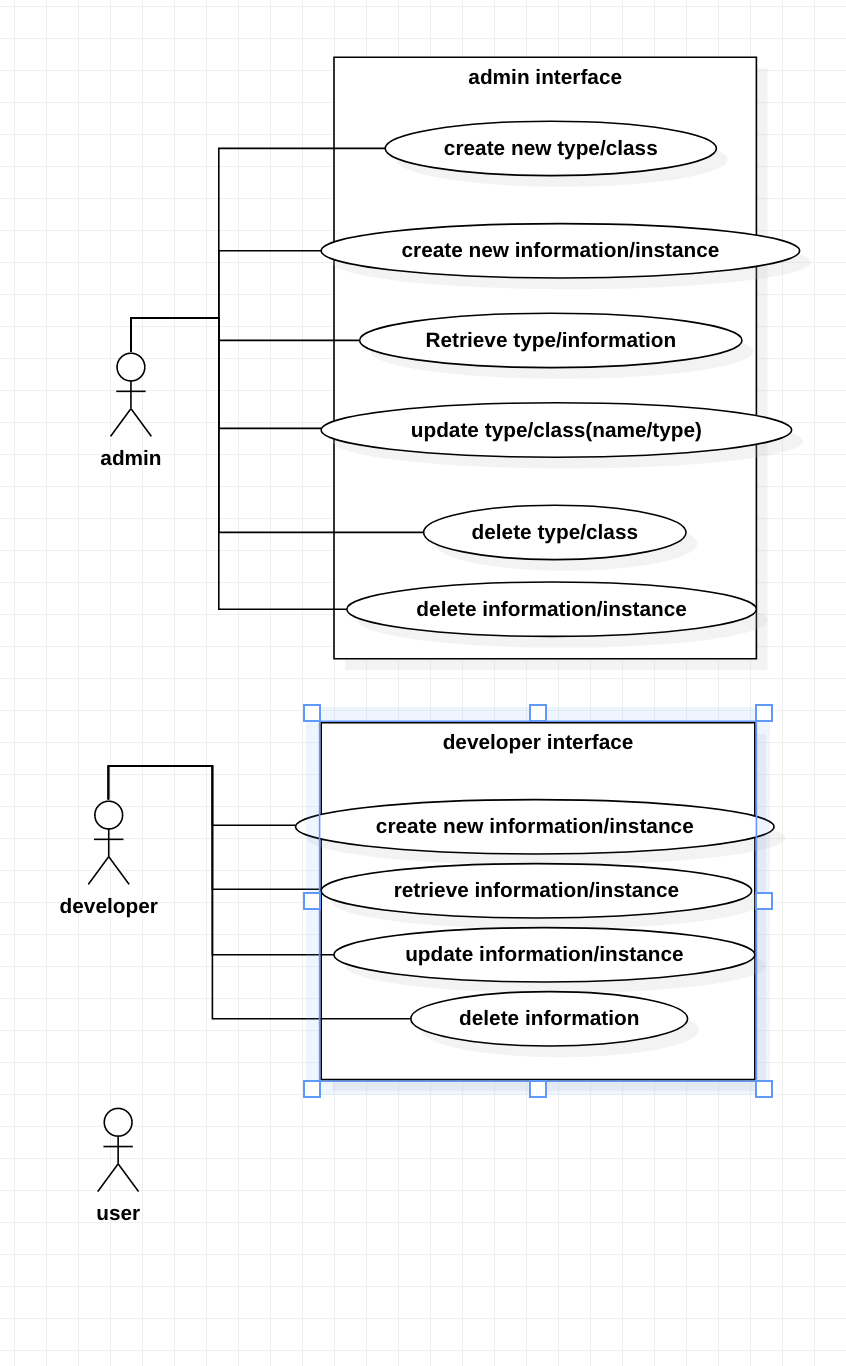 admin interface
create new type/class
create new information/instance
Retrieve type/information
update type/class(name/type)
admin
delete type/class
delete information/instance
developer interface
create new information/instance
retrieve information/instance
developer
update information/instance
delete information
user